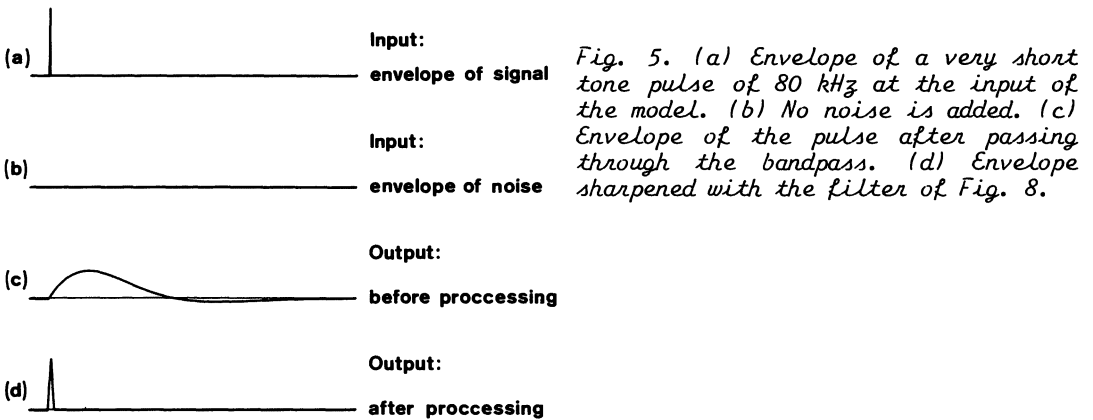 (a)
Input:
envelope of signal
(b)
Input:
envelope of noise
(c)
Output:
before proccessing
(d)
Output:
after proccessing
Fig. 5. (a) Envelope of a very short
tone pulse of 80 kHz at the input of
the model. (b) No noise is added. (c)
Envelope of the pulse after passing
through the bandpass. (d) Envelope
sharpened with the filter of Fig. 8.